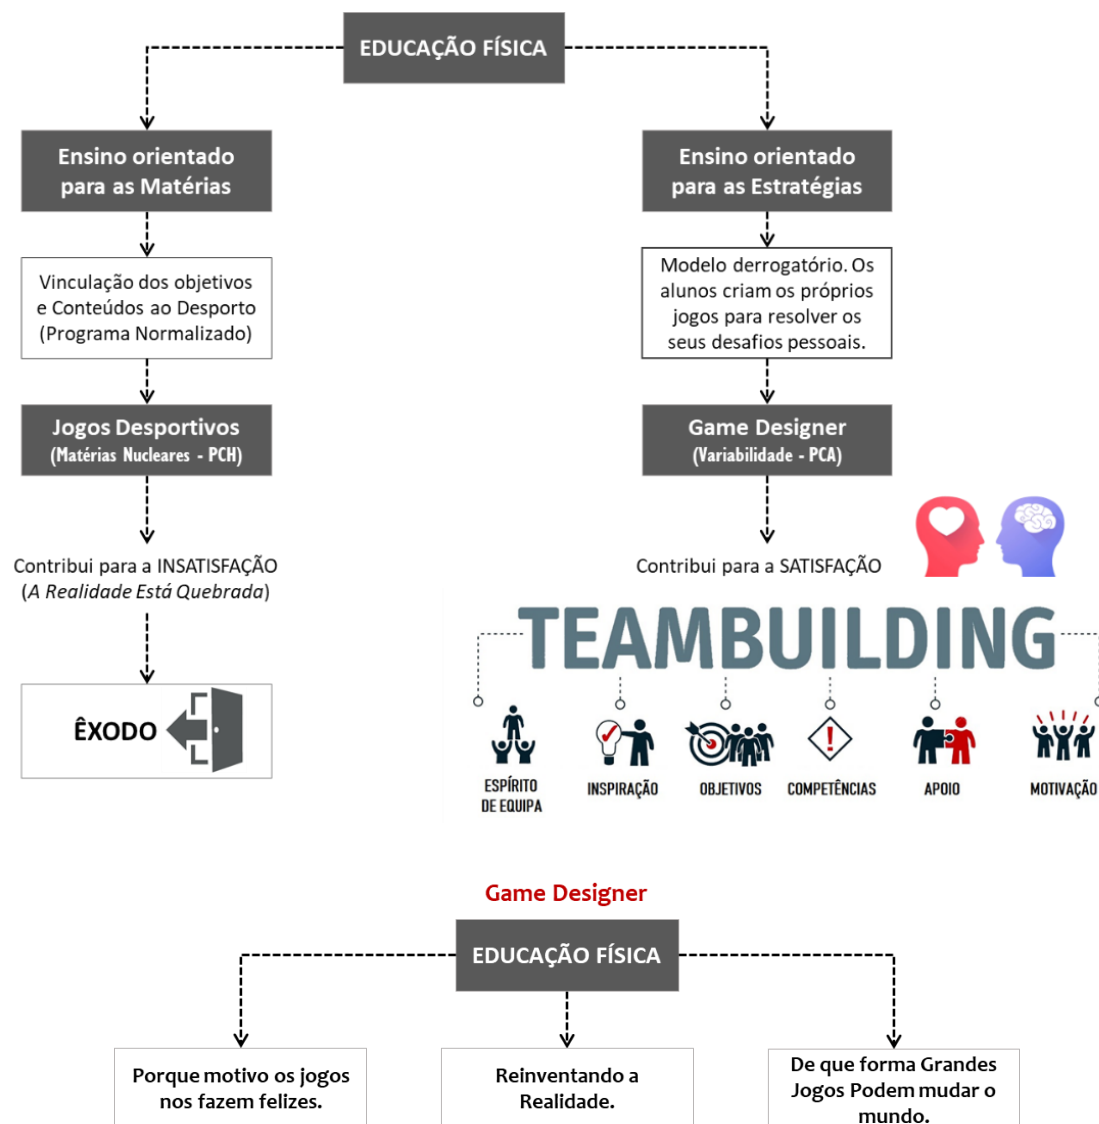 EDUCAÇÃO FÍSICA
Ensino orientado
para as Matérias
Ensino orientado
para as Estratégias
Vinculação dos objetivos
e Conteúdos ao Desporto
(Programa Normalizado)
Modelo derrogatório. Os
alunos criam os próprios
jogos para resolver os
seus desafios pessoais.
Jogos Desportivos
(Matérias Nucleares - PCH)
Game Designer
(Variabilidade - PCA)
Contribui para a INSATISFAÇÃO
(A Realidade Está Quebrada)
Contribui para a SATISFAÇÃO
ÊXODO
TEAMBUILDING
ESPÍRITO
DE EQUIPA
INSPIRAÇÃO
OBJETIVOS
COMPETÊNCIAS
APOIO
MOTIVAÇÃO
Game Designer
EDUCAÇÃO FÍSICA
Porque motivo os jogos
nos fazem felizes.
Reinventando a
Realidade.
De que forma Grandes
Jogos Podem mudar o
mundo.